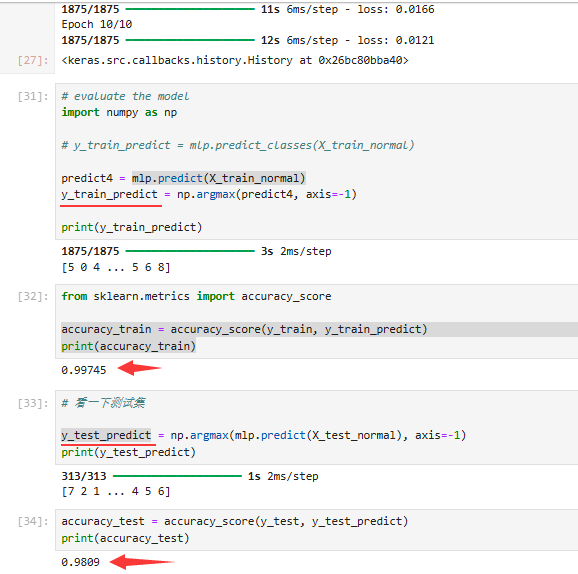 1875/1875 ━━━━━━━━━━━━━━━━━━━━ 11s 6ms/step - loss: 0.0166
Epoch 10/10
1875/1875 ━━━━━━━━━━━━━━━━━━━━ 12s 6ms/step - loss: 0.0121
[27]: <keras.src.callbacks.history.History at 0x26bc80bba40>
[31]: # evaluate the model
import numpy as np
# y_train_predict = mlp.predict_classes(X_train_normal)
predict4 = mlp.predict(X_train_normal)
y_train_predict = np.argmax(predict4, axis=-1)
print(y_train_predict)
1875/1875 ━━━━━━━━━━━━━━━━━━━━ 3s 2ms/step
[5 0 4 ... 5 6 8]
[32]: from sklearn.metrics import accuracy_score
accuracy_train = accuracy_score(y_train, y_train_predict)
print(accuracy_train)
0.99745
[33]: # 看一下测试集
y_test_predict = np.argmax(mlp.predict(X_test_normal), axis=-1)
print(y_test_predict)
313/313 ━━━━━━━━━━━━━━━━━━━━ 1s 2ms/step
[7 2 1 ... 4 5 6]
[34]: accuracy_test = accuracy_score(y_test, y_test_predict)
print(accuracy_test)
0.9809